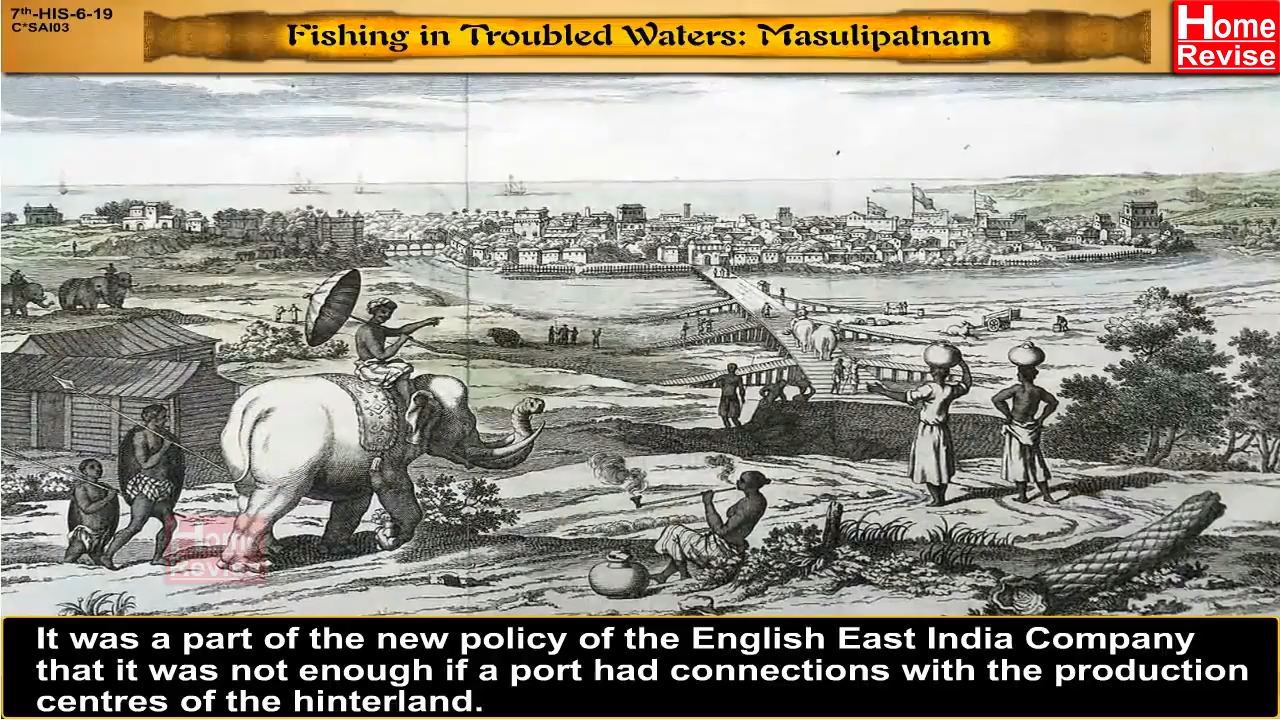 7th-HIS-6-19
C*SAI03
Fishing in Troubled Waters: Masulipatnam
Home
Revise
Home
Revise
It was a part of the new policy of the English East India Company
that it was not enough if a port had connections with the production
centres of the hinterland.